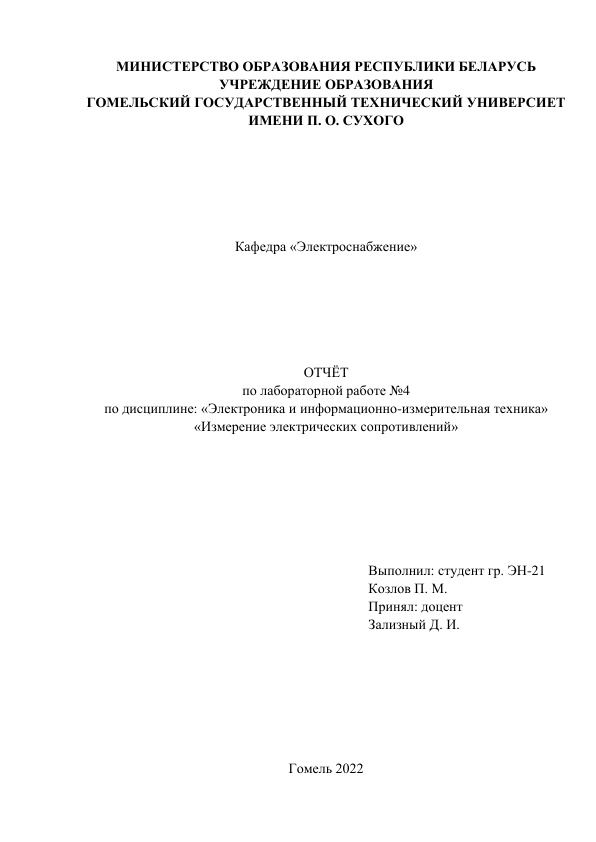 МИНИСТЕРСТВО ОБРАЗОВАНИЯ РЕСПУБЛИКИ БЕЛАРУСЬ
УЧРЕЖДЕНИЕ ОБРАЗОВАНИЯ
ГОМЕЛЬСКИЙ ГОСУДАРСТВЕННЫЙ ТЕХНИЧЕСКИЙ УНИВЕРСИЕТ
ИМЕНИ П. О. СУХОГО
Кафедра «Электроснабжение»
ОТЧЁТ
по лабораторной работе №4
по дисциплине: «Электроника и информационно-измерительная техника»
«Измерение электрических сопротивлений»
Выполнил: студент гр. ЭН-21
Козлов П. М.
Принял: доцент
Зализный Д. И.
Гомель 2022